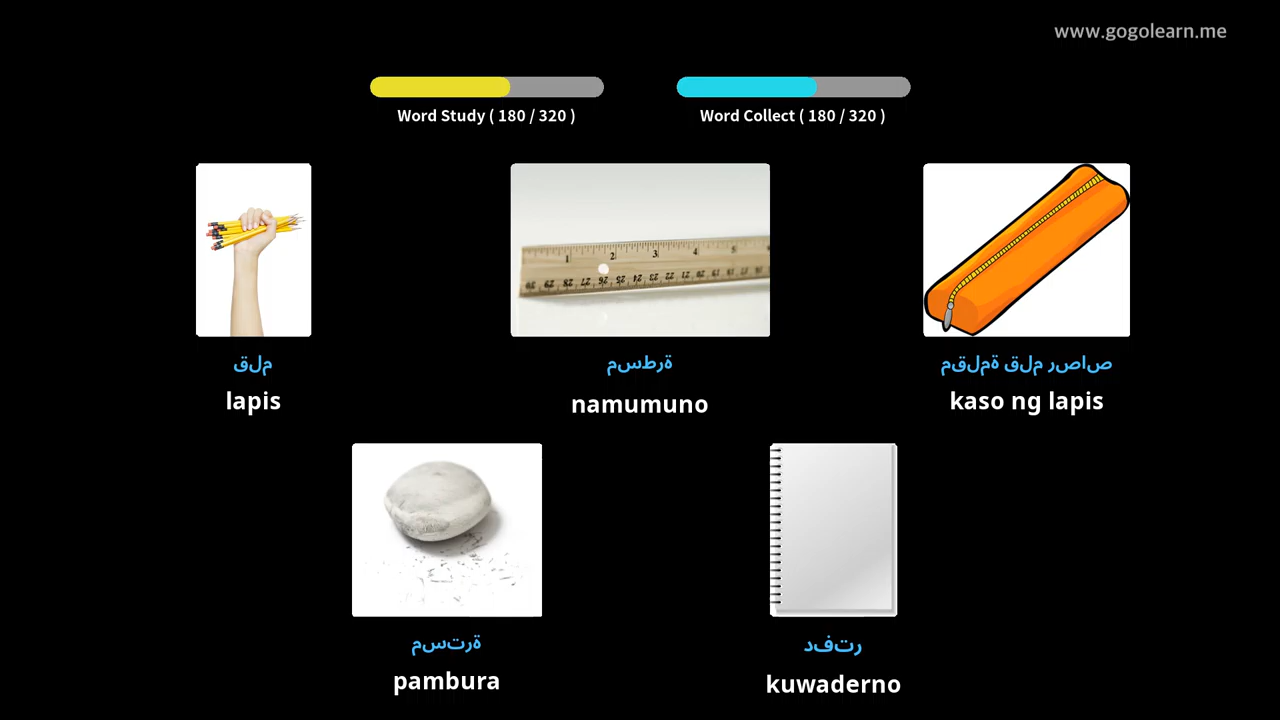 www.gogolearn.me
Word Study ( 180 / 320 )
Word Collect ( 180 / 320 )
قلم
lapis
مسطرة
namumuno
مقلمة قلم رصاص
kaso ng lapis
مسترة
pambura
دفتر
kuwaderno